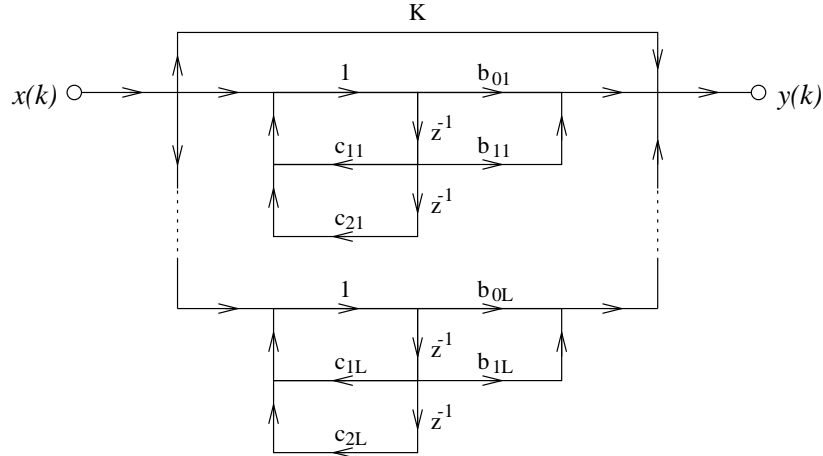 K
x(k) 1 b₀₁ y(k)
z⁻¹
c₁₁ b₁₁
z⁻¹
c₂₁
1 b₀L
z⁻¹
c₁L b₁L
z⁻¹
c₂L